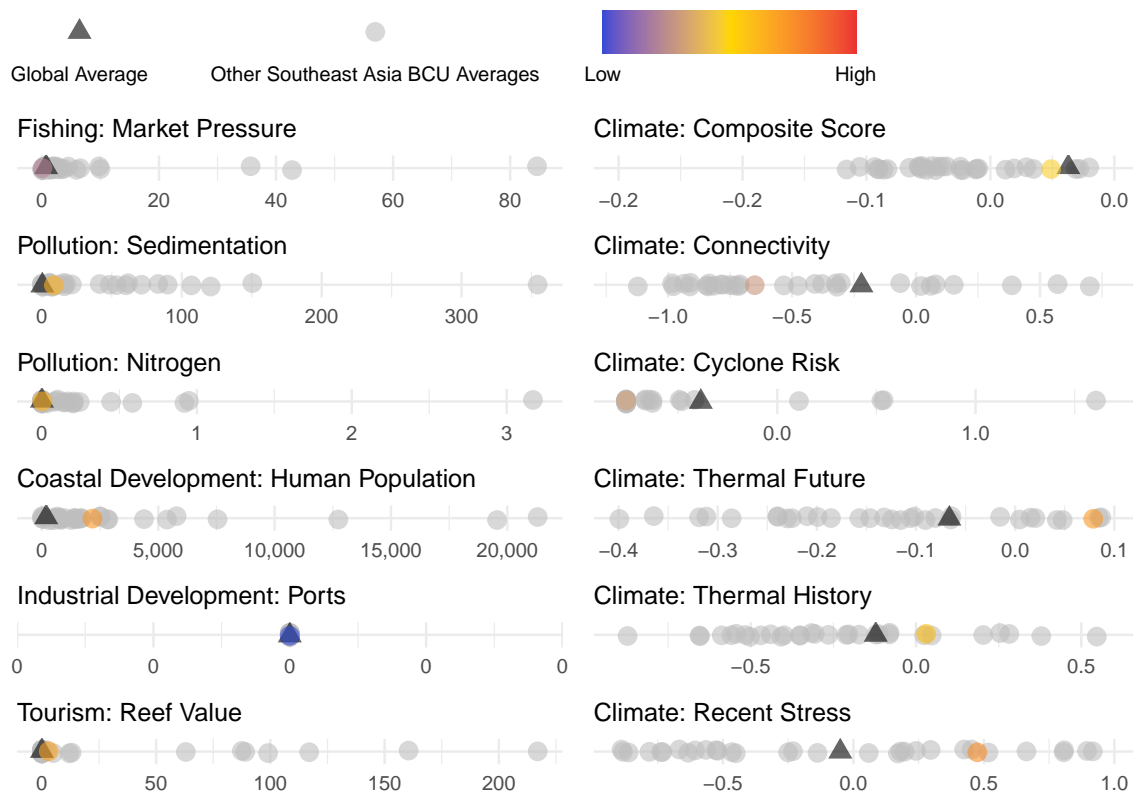 Global Average
Other Southeast Asia BCU Averages
Low
High
Fishing: Market Pressure
0 20 40 60 80
Climate: Composite Score
−0.2 −0.2 −0.1 0.0 0.0
Pollution: Sedimentation
0 100 200 300
Climate: Connectivity
−1.0 −0.5 0.0 0.5
Pollution: Nitrogen
0 1 2 3
Climate: Cyclone Risk
0.0 1.0
Coastal Development: Human Population
0 5,000 10,000 15,000 20,000
Climate: Thermal Future
−0.4 −0.3 −0.2 −0.1 0.0 0.1
Industrial Development: Ports
0 0 0 0 0
Climate: Thermal History
−0.5 0.0 0.5
Tourism: Reef Value
0 50 100 150 200
Climate: Recent Stress
−0.5 0.0 0.5 1.0